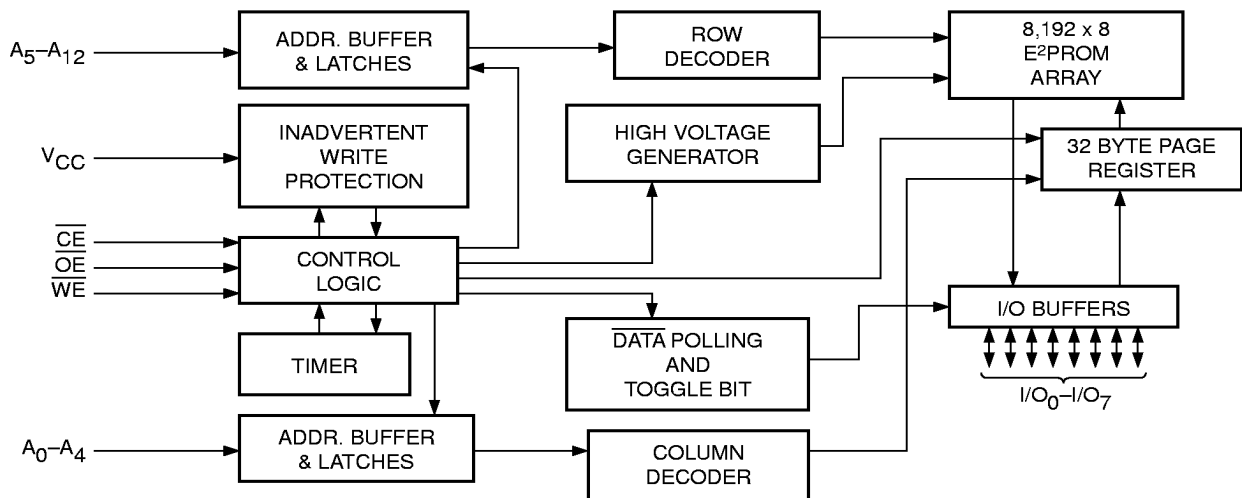 A5–A12
ADDR. BUFFER
& LATCHES
ROW
DECODER
8,192 x 8
E²PROM
ARRAY
INADVERTENT
WRITE
PROTECTION
HIGH VOLTAGE
GENERATOR
32 BYTE PAGE
REGISTER
VCC
CE
OE
WE
CONTROL
LOGIC
I/O BUFFERS
TIMER
DATA POLLING
AND
TOGGLE BIT
I/O0–I/O7
A0–A4
ADDR. BUFFER
& LATCHES
COLUMN
DECODER